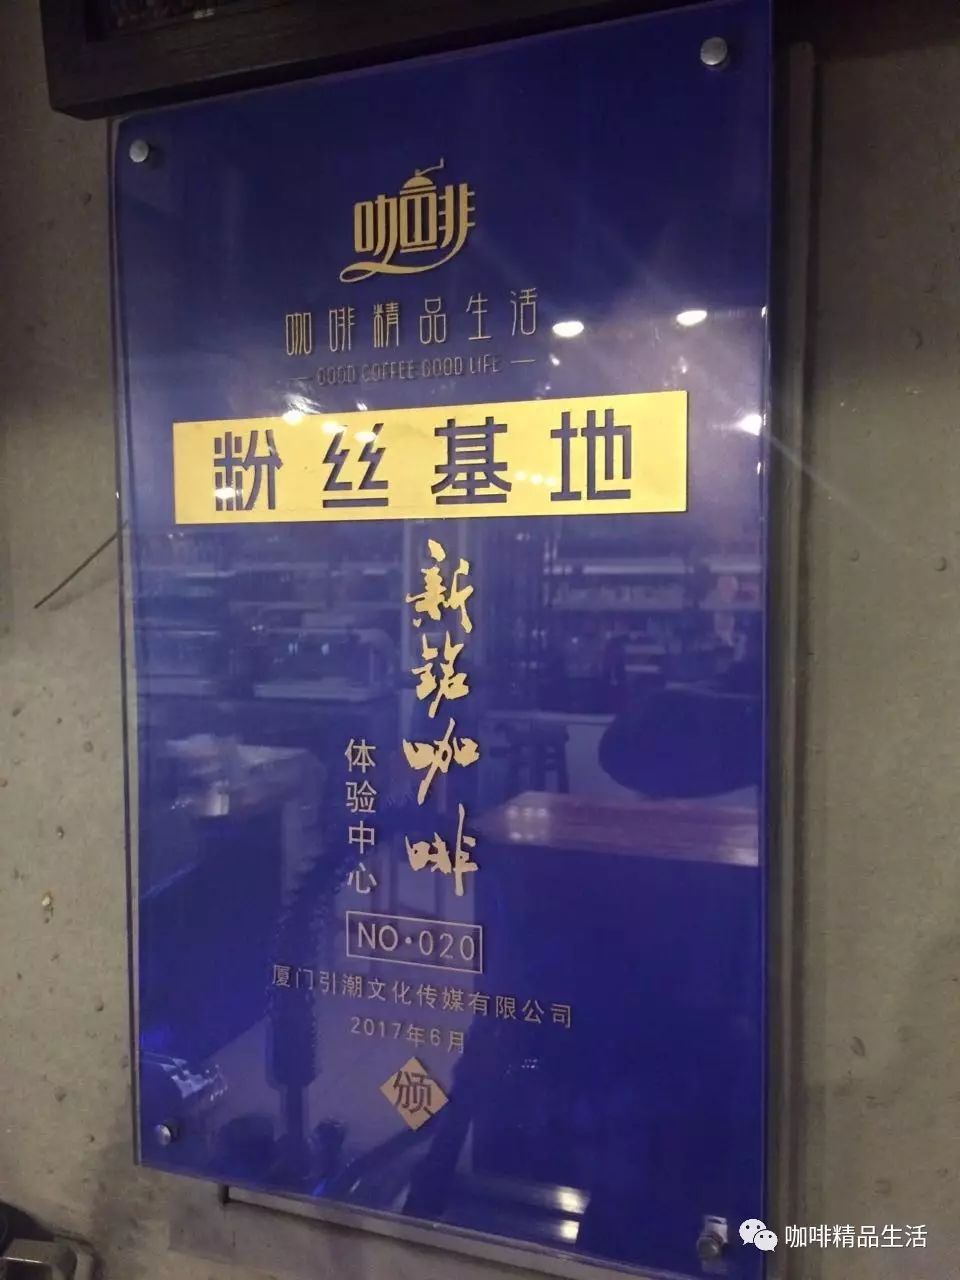 咖啡
咖啡精品生活
GOOD COFFEE GOOD LIFE
粉丝基地
新铭咖啡
体验中心
NO·020
厦门引潮文化传媒有限公司
2017年6月
颁
咖啡精品生活